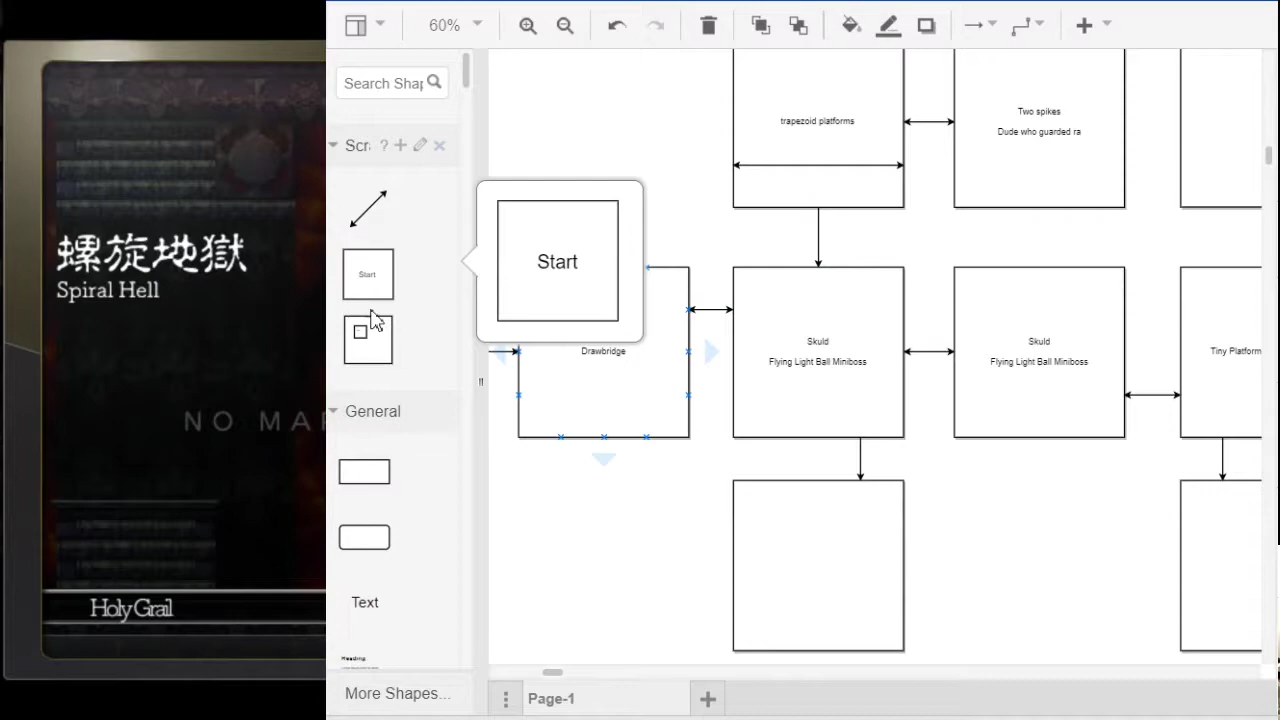 螺旋地獄
Spiral Hell
NO MA
Holy Grail
60%
Search Shap
Scr
?
Start
General
Text
Heading
More Shapes...
Start
trapezoid platforms
Two spikes
Dude who guarded ra
Drawbridge
Skuld
Flying Light Ball Miniboss
Skuld
Flying Light Ball Miniboss
Tiny Platform
Page-1